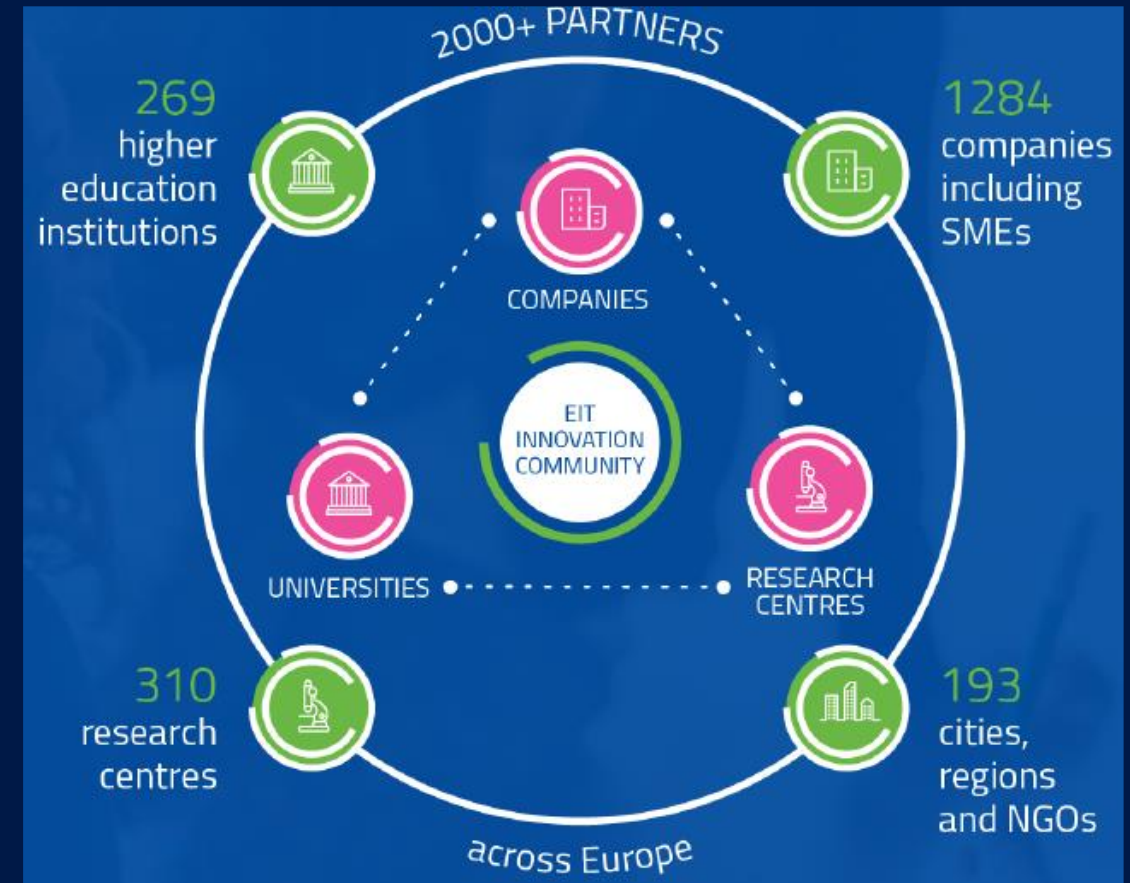 2000+ PARTNERS
269
higher
education
institutions
1284
companies
including
SMEs
COMPANIES
EIT
INNOVATION
COMMUNITY
UNIVERSITIES
RESEARCH
CENTRES
310
research
centres
193
cities,
regions
and NGOs
across Europe